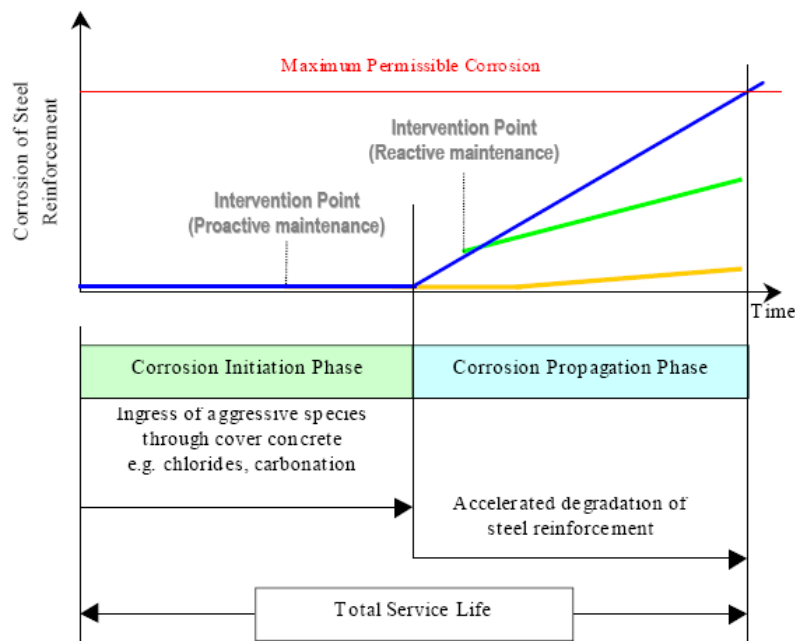 Maximum Permissible Corrosion
Corrosion of Steel
Reinforcement
Intervention Point
(Reactive maintenance)
Intervention Point
(Proactive maintenance)
Time
Corrosion Initiation Phase
Corrosion Propagation Phase
Ingress of aggressive species
through cover concrete
e.g. chlorides, carbonation
Accelerated degradation of
steel reinforcement
Total Service Life